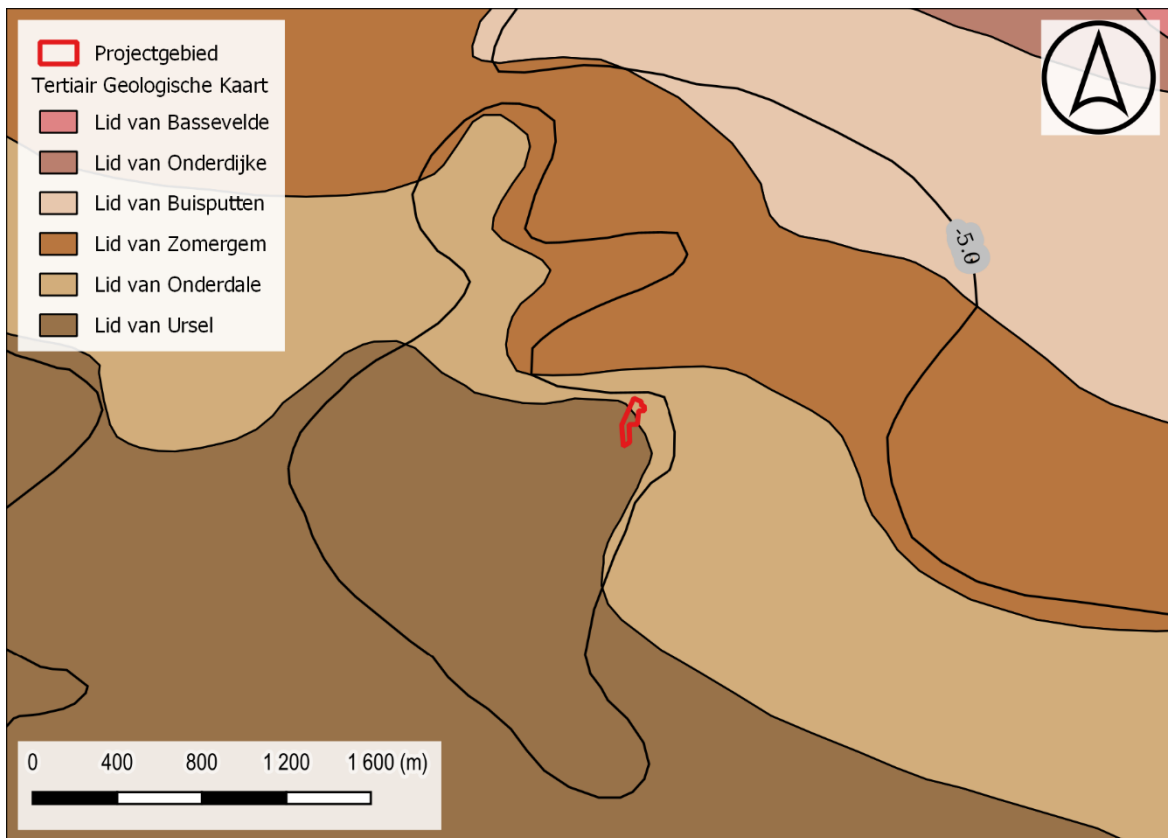 Projectgebied
Tertiair Geologische Kaart
Lid van Bassevelde
Lid van Onderdijke
Lid van Buisputten
Lid van Zomergem
Lid van Onderdale
Lid van Ursel
-5.0
0 400 800 1 200 1 600 (m)